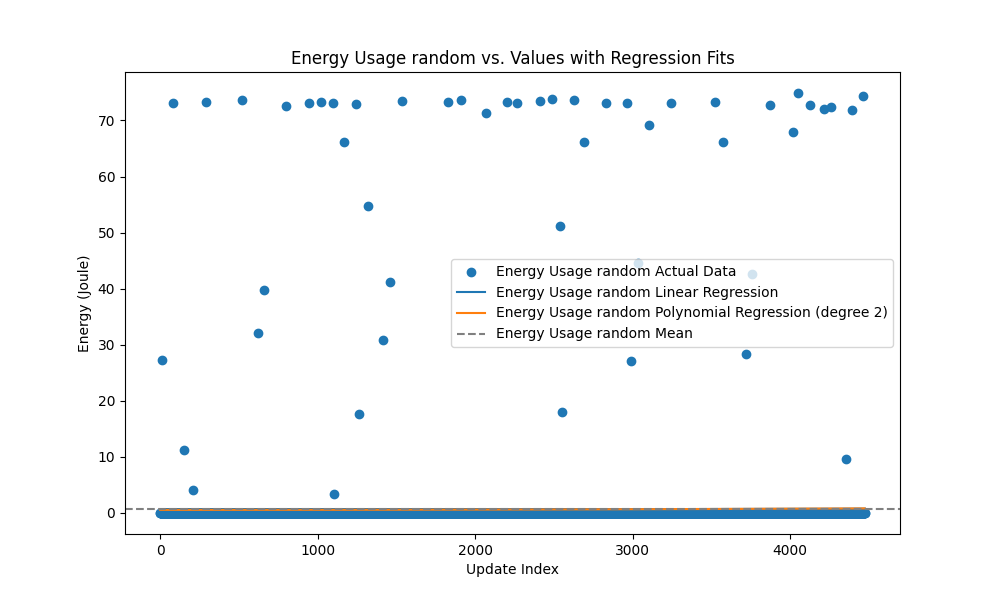 Energy Usage random vs. Values with Regression Fits
Energy (Joule)
70
60
50
40
30
20
10
0
Energy Usage random Actual Data
Energy Usage random Linear Regression
Energy Usage random Polynomial Regression (degree 2)
Energy Usage random Mean
0 1000 2000 3000 4000
Update Index